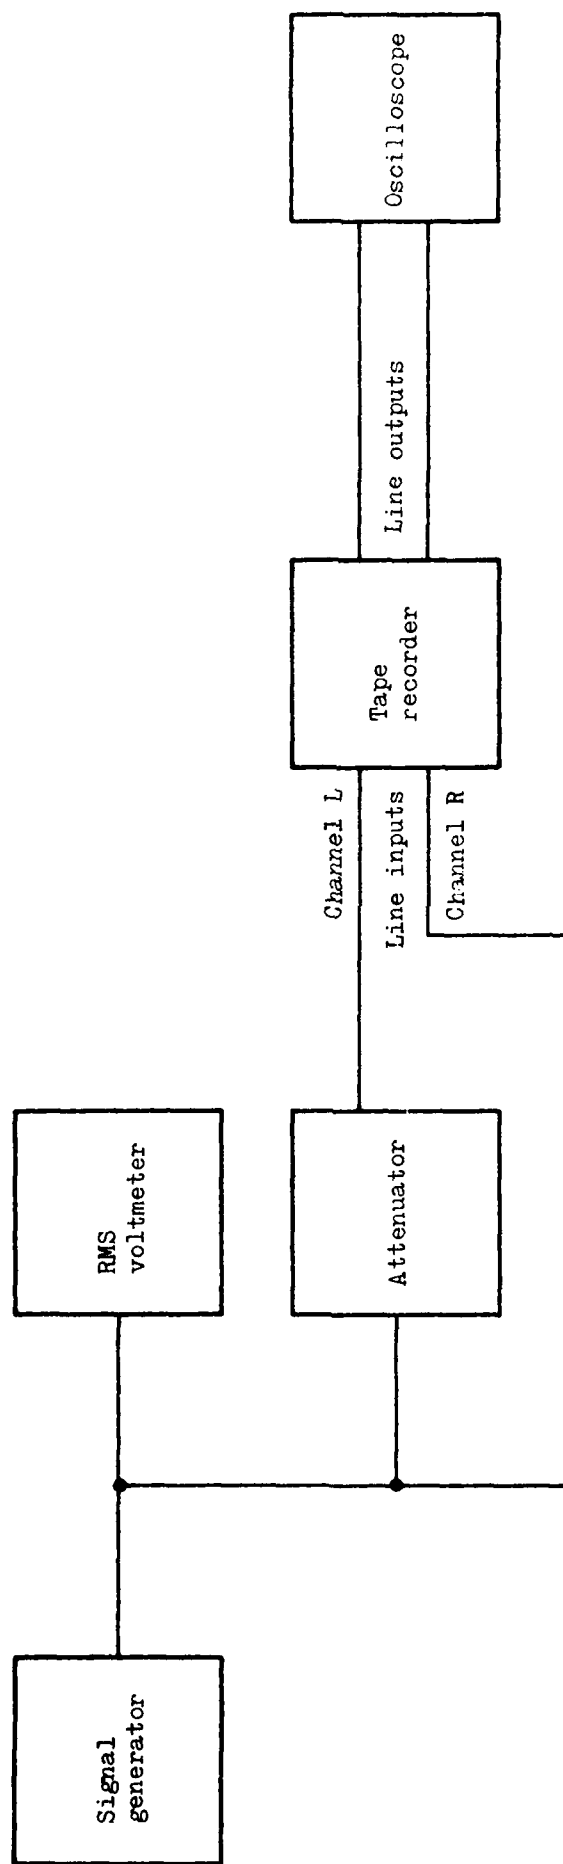 Signal
generator
RMS
voltmeter
Attenuator
Channel L
Line inputs
Channel R
Tape
recorder
Line outputs
Oscilloscope